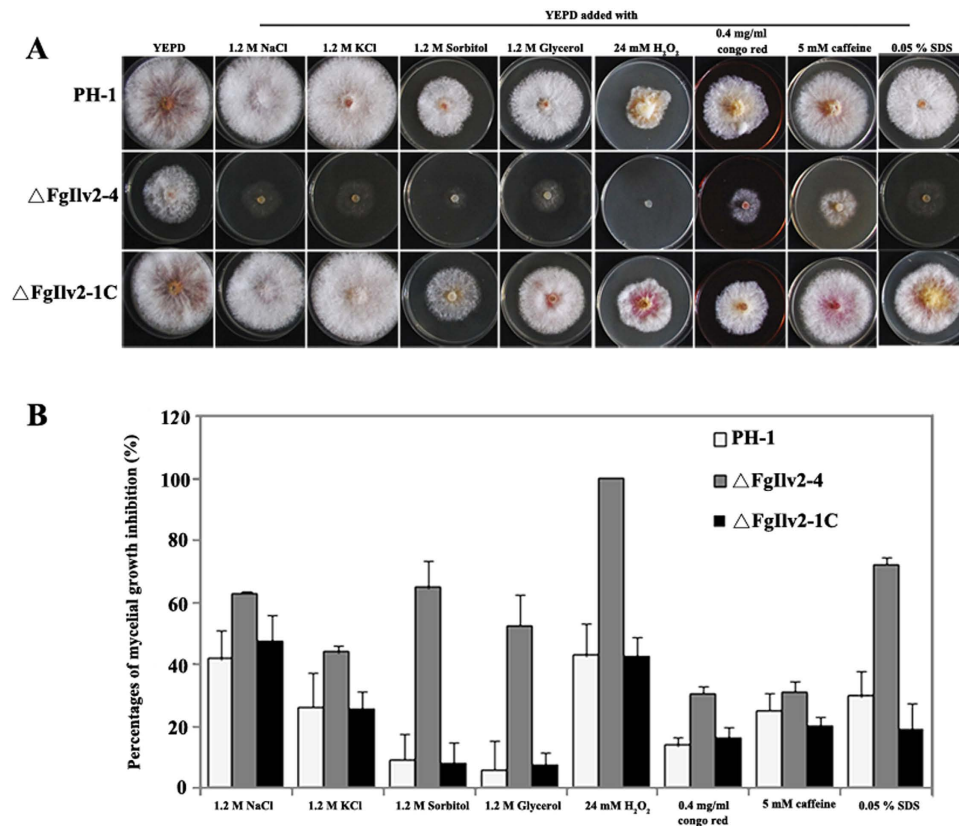 YEPD added with
A
YEPD
1.2 M NaCl
1.2 M KCl
1.2 M Sorbitol
1.2 M Glycerol
24 mM H₂O₂
0.4 mg/ml
congo red
5 mM caffeine
0.05 % SDS
PH-1
△FgIlv2-4
△FgIlv2-1C
B
Percentages of mycelial growth inhibition (%)
120
100
80
60
40
20
0
PH-1
△FgIlv2-4
△FgIlv2-1C
1.2 M NaCl
1.2 M KCl
1.2 M Sorbitol
1.2 M Glycerol
24 mM H₂O₂
0.4 mg/ml
congo red
5 mM caffeine
0.05 % SDS